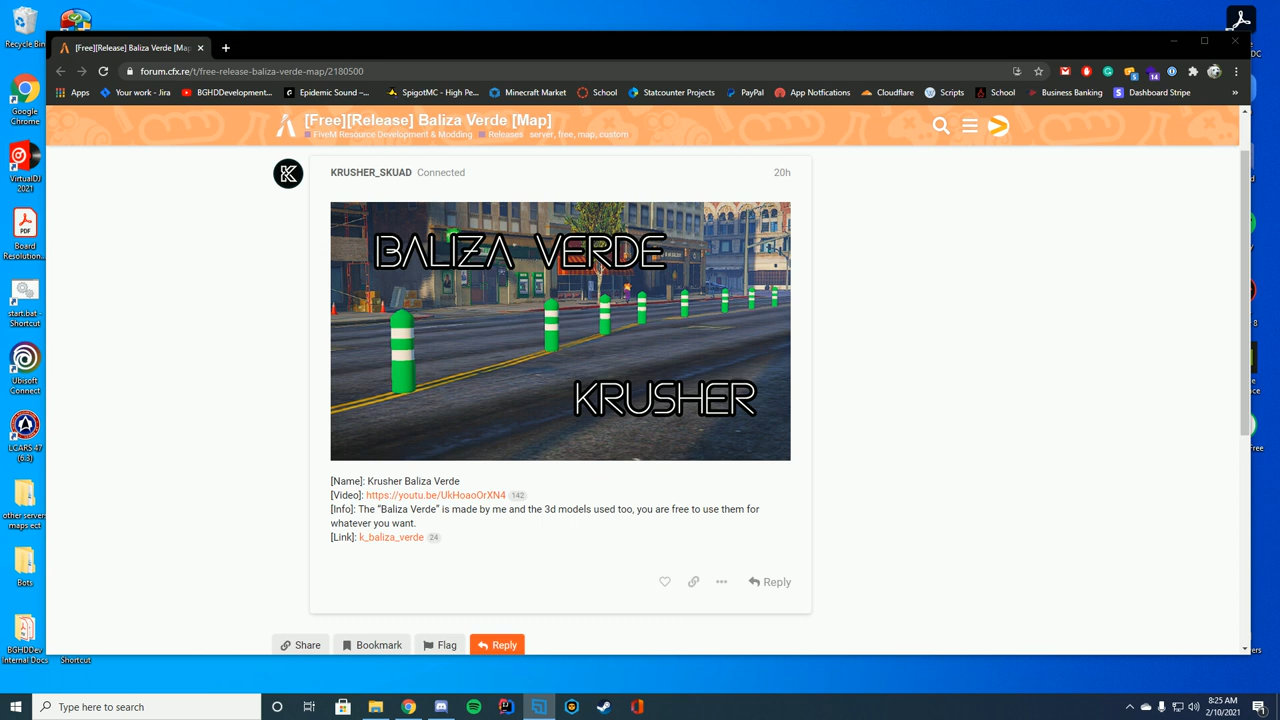 Recycle Bin
Google Chrome
VirtualDJ 2021
Board Resolution...
start.bat - Shortcut
Ubisoft Connect
LCARS 47 (6.3)
other server maps ect
Bots
BGHDDev Internal Docs
Shortcut
[Free][Release] Baliza Verde [Map
forum.cfx.re/t/free-release-baliza-verde-map/2180500
Apps
Your work - Jira
BGHDDevelopment...
Epidemic Sound –...
SpigotMC - High Pe...
Minecraft Market
School
Statcounter Projects
PayPal
App Notfications
Cloudflare
Scripts
School
Business Banking
Dashboard Stripe
[Free][Release] Baliza Verde [Map]
FiveM Resource Development & Modding Releases server, free, map, custom
KRUSHER_SKUAD Connected 20h
BALIZA VERDE
KRUSHER
[Name]: Krusher Baliza Verde
[Video]: https://youtu.be/UkHoaoOrXN4 142
[Info]: The “Baliza Verde” is made by me and the 3d models used too, you are free to use them for
whatever you want.
[Link]: k_baliza_verde 24
Reply
Share Bookmark Flag Reply
Type here to search
8:25 AM
2/10/2021